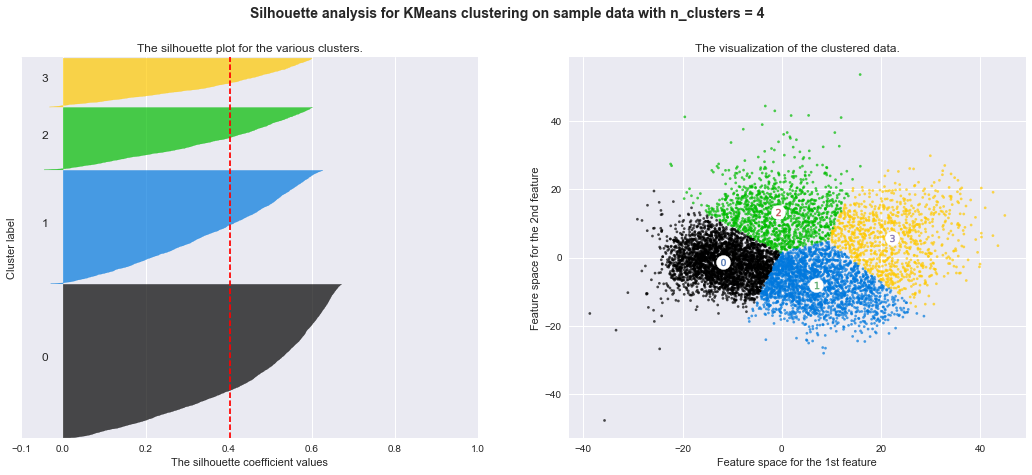 Silhouette analysis for KMeans clustering on sample data with n_clusters = 4
The silhouette plot for the various clusters.
3
2
1
0
Cluster label
−0.1 0.0 0.2 0.4 0.6 0.8 1.0
The silhouette coefficient values
The visualization of the clustered data.
40
20
0
−20
−40
Feature space for the 2nd feature
2
3
0
1
−40 −20 0 20 40
Feature space for the 1st feature